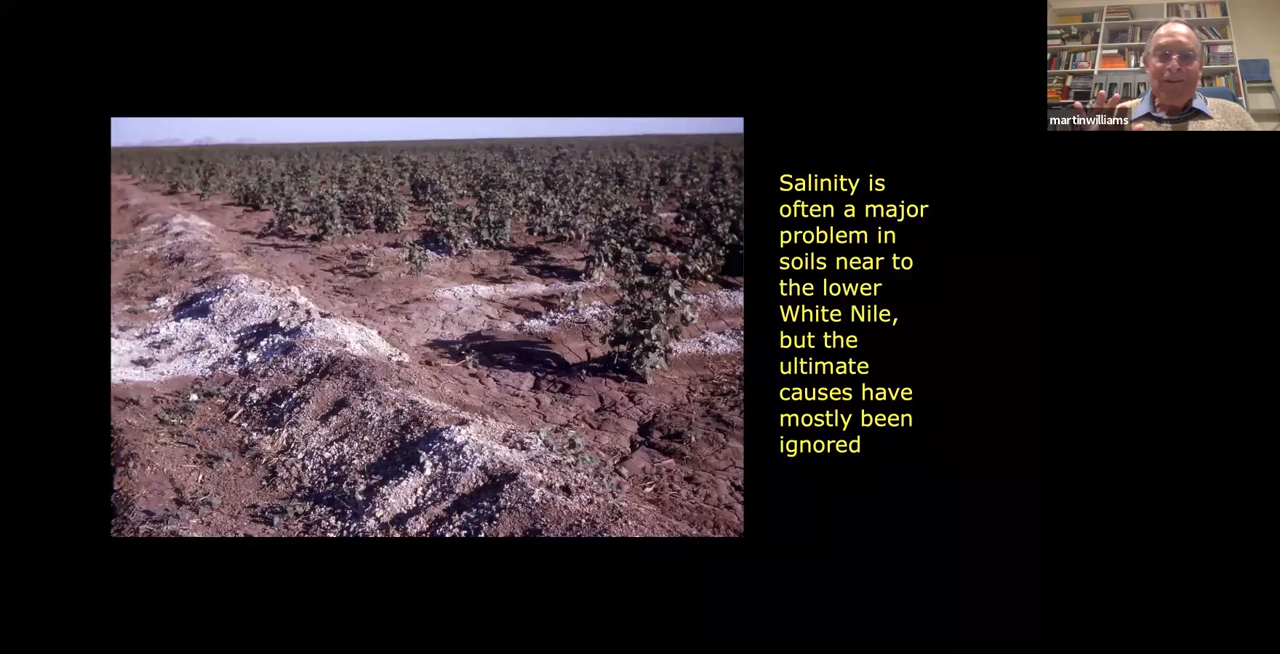 martinwilliams
Salinity is
often a major
problem in
soils near to
the lower
White Nile,
but the
ultimate
causes have
mostly been
ignored